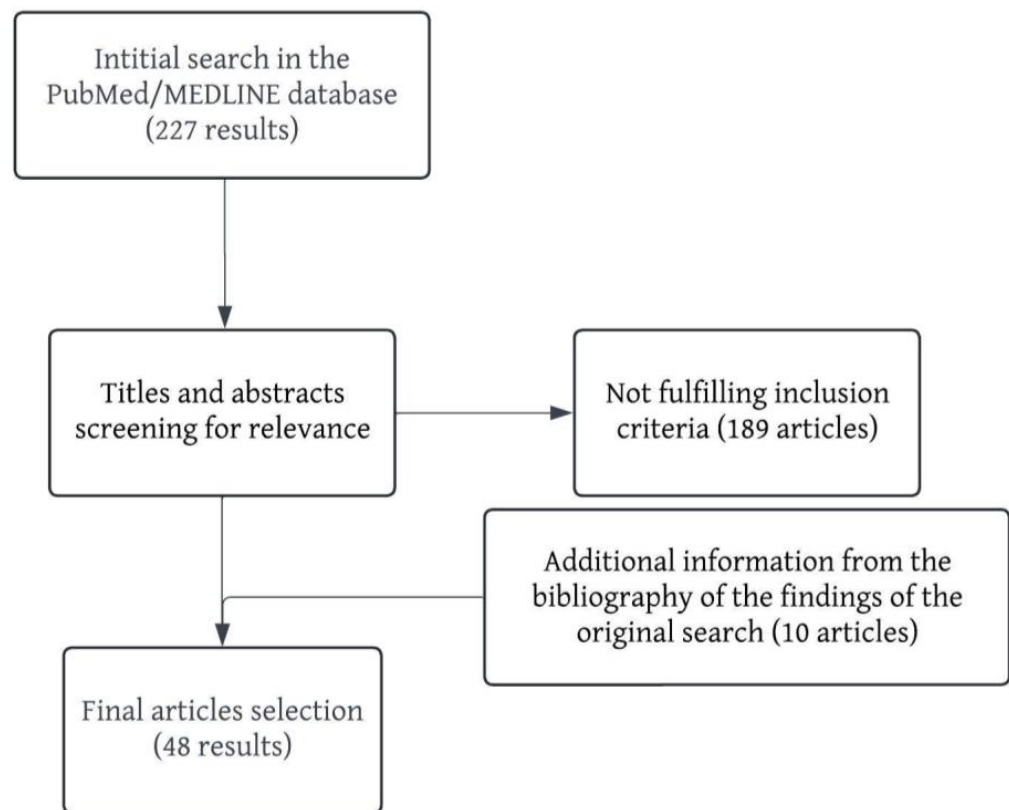 Intitial search in the
PubMed/MEDLINE database
(227 results)
Titles and abstracts
screening for relevance
Not fulfilling inclusion
criteria (189 articles)
Additional information from the
bibliography of the findings of the
original search (10 articles)
Final articles selection
(48 results)